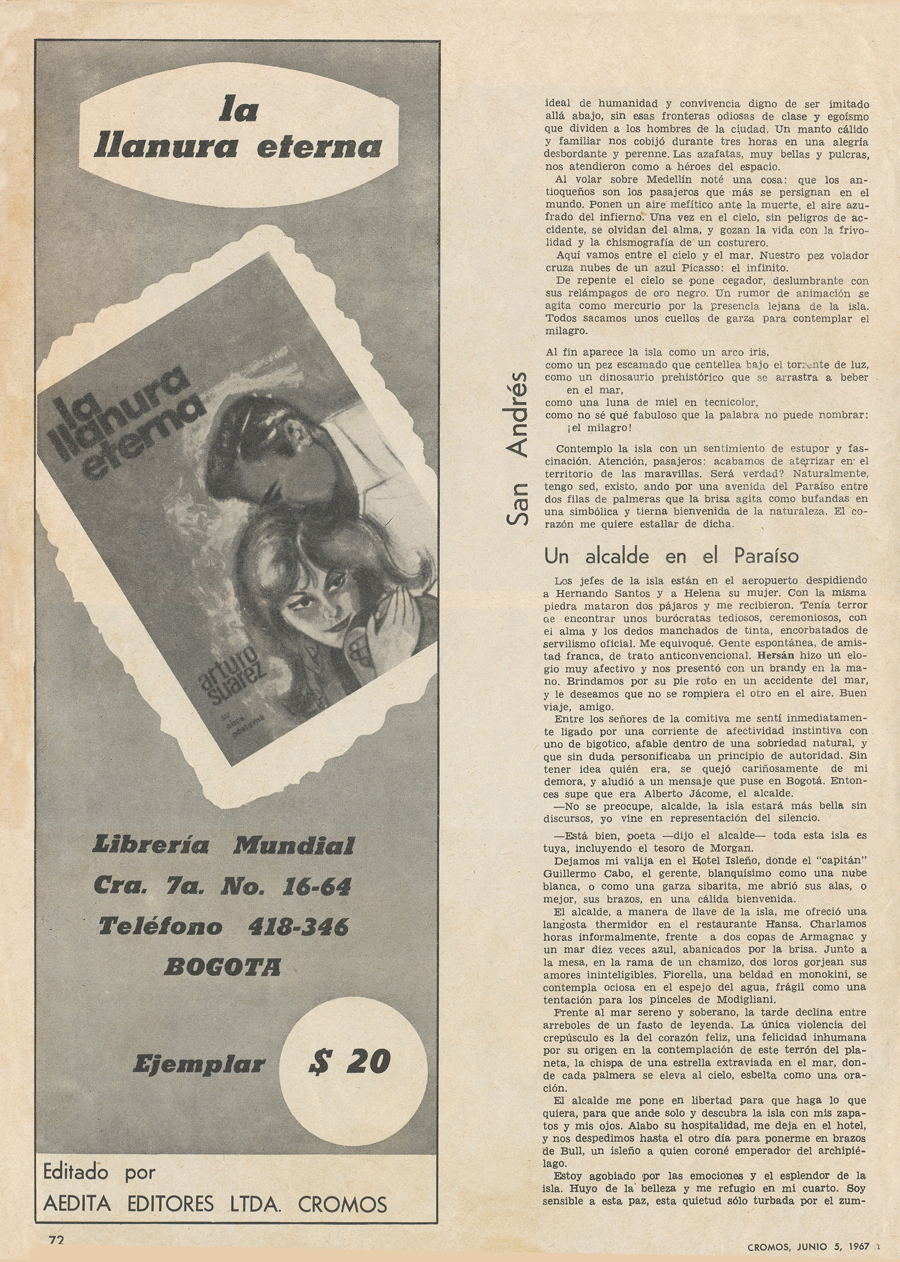 la
llanura eterna
la
llanura
eterna
arturo
suarez
su
obra
póstuma
Librería Mundial
Cra. 7a. No. 16-64
Teléfono 418-346
BOGOTA
Ejemplar $ 20
Editado por
AEDITA EDITORES LTDA. CROMOS
72
San Andrés
ideal de humanidad y convivencia digno de ser imitado
allá abajo, sin esas fronteras odiosas de clase y egoísmo
que dividen a los hombres de la ciudad. Un manto cálido
y familiar nos cobijó durante tres horas en una alegría
desbordante y perenne. Las azafatas, muy bellas y pulcras,
nos atendieron como a héroes del espacio.
Al volar sobre Medellín noté una cosa: que los an-
tioqueños son los pasajeros que más se persignan en el
mundo. Ponen un aire mefítico ante la muerte, el aire azu-
frado del infierno. Una vez en el cielo, sin peligros de ac-
cidente, se olvidan del alma, y gozan la vida con la frivo-
lidad y la chismografía de un costurero.
Aquí vamos entre el cielo y el mar. Nuestro pez volador
cruza nubes de un azul Picasso: el infinito.
De repente el cielo se pone cegador, deslumbrante con
sus relámpagos de oro negro. Un rumor de animación se
agita como mercurio por la presencia lejana de la isla.
Todos sacamos unos cuellos de garza para contemplar el
milagro.
Al fin aparece la isla como un arco iris,
como un pez escamado que centellea bajo el torrente de luz,
como un dinosaurio prehistórico que se arrastra a beber
en el mar,
como una luna de miel en tecnicolor,
como no sé qué fabuloso que la palabra no puede nombrar:
¡el milagro!
Contemplo la isla con un sentimiento de estupor y fas-
cinación. Atención, pasajeros: acabamos de aterrizar en el
territorio de las maravillas. Será verdad? Naturalmente,
tengo sed, existo, ando por una avenida del Paraíso entre
dos filas de palmeras que la brisa agita como bufandas en
una simbólica y tierna bienvenida de la naturaleza. El co-
razón me quiere estallar de dicha.
Un alcalde en el Paraíso
Los jefes de la isla están en el aeropuerto despidiendo
a Hernando Santos y a Helena su mujer. Con la misma
piedra mataron dos pájaros y me recibieron. Tenía terror
de encontrar unos burócratas tediosos, ceremoniosos, con
el alma y los dedos manchados de tinta, encorbatados de
servilismo oficial. Me equivoqué. Gente espontánea, de amis-
tad franca, de trato anticonvencional. Hersán hizo un elo-
gio muy afectivo y nos presentó con un brandy en la ma-
no. Brindamos por su pie roto en un accidente del mar,
y le deseamos que no se rompiera el otro en el aire. Buen
viaje, amigo.
Entre los señores de la comitiva me sentí inmediatamen-
te ligado por una corriente de afectividad instintiva con
uno de bigotico, afable dentro de una sobriedad natural, y
que sin duda personificaba un principio de autoridad. Sin
tener idea quién era, se quejó cariñosamente de mi
demora, y aludió a un mensaje que puse en Bogotá. Enton-
ces supe que era Alberto Jácome, el alcalde.
—No se preocupe, alcalde, la isla estará más bella sin
discursos, yo vine en representación del silencio.
—Está bien, poeta —dijo el alcalde— toda esta isla es
tuya, incluyendo el tesoro de Morgan.
Dejamos mi valija en el Hotel Isleño, donde el "capitán"
Guillermo Cabo, el gerente, blanquísimo como una nube
blanca, o como una garza sibarita, me abrió sus alas, o
mejor, sus brazos, en una cálida bienvenida.
El alcalde, a manera de llave de la isla, me ofreció una
langosta thermidor en el restaurante Hansa. Charlamos
horas informalmente, frente a dos copas de Armagnac y
un mar diez veces azul, abanicados por la brisa. Junto a
la mesa, en la rama de un chamizo, dos loros gorjean sus
amores ininteligibles. Fiorella, una beldad en monokini, se
contempla ociosa en el espejo del agua, frágil como una
tentación para los pinceles de Modigliani.
Frente al mar sereno y soberano, la tarde declina entre
arreboles de un fasto de leyenda. La única violencia del
crepúsculo es la del corazón feliz, una felicidad inhumana
por su origen en la contemplación de este terrón del pla-
neta, la chispa de una estrella extraviada en el mar, don-
de cada palmera se eleva al cielo, esbelta como una ora-
ción.
El alcalde me pone en libertad para que haga lo que
quiera, para que ande solo y descubra la isla con mis zapa-
tos y mis ojos. Alabo su hospitalidad, me deja en el hotel,
y nos despedimos hasta el otro día para ponerme en brazos
de Bull, un isleño a quien coroné emperador del archipié-
lago.
Estoy agobiado por las emociones y el esplendor de la
isla. Huyo de la belleza y me refugio en mi cuarto. Soy
sensible a esta paz, esta quietud sólo turbada por el zum-
CROMOS, JUNIO 5, 1967